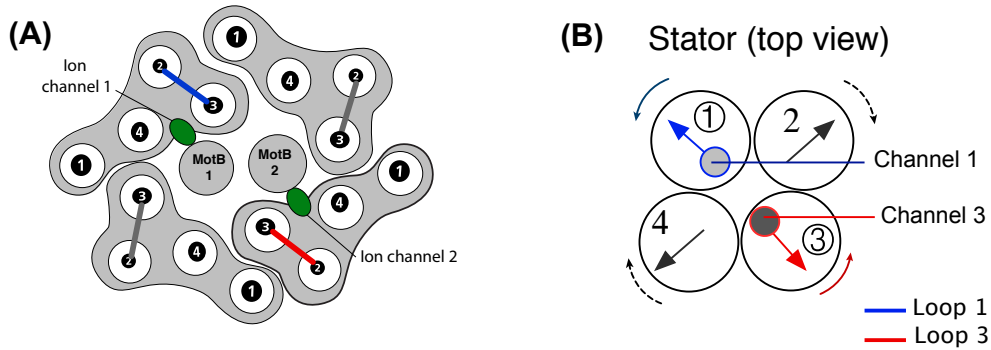 (A)
Ion
channel 1
1
2
3
4
1
4
2
3
MotB
1
MotB
2
3
2
4
1
1
4
3
2
Ion channel 2
(B)
Stator (top view)
1
2
Channel 1
Channel 3
4
3
Loop 1
Loop 3